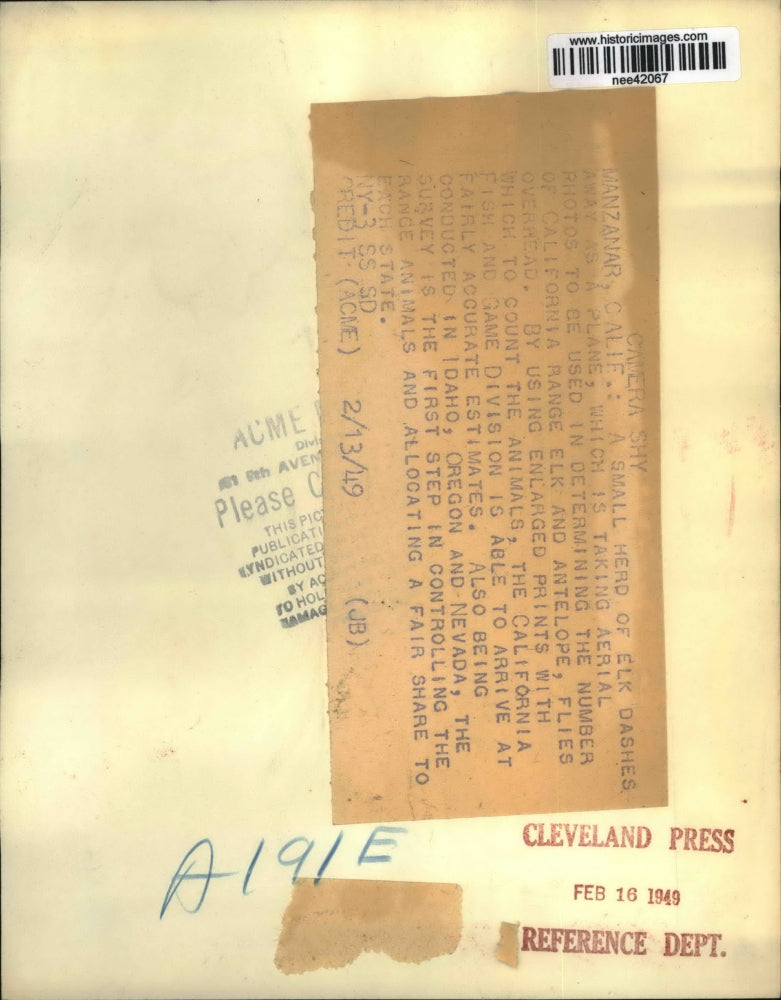 www.historicimages.com
nee42067
CAMERA SHY
MANZANAR, CALIF.: A SMALL HERD OF ELK DASHES
AWAY AS A PLANE, WHICH IS TAKING AERIAL
PHOTOS TO BE USED IN DETERMINING THE NUMBER
OF CALIFORNIA RANGE ELK AND ANTELOPE, FLIES
OVERHEAD. BY USING ENLARGED PRINTS WITH
WHICH TO COUNT THE ANIMALS, THE CALIFORNIA
FISH AND GAME DIVISION IS ABLE TO ARRIVE AT
FAIRLY ACCURATE ESTIMATES. ALSO BEING
CONDUCTED IN IDAHO, OREGON AND NEVADA, THE
SURVEY IS THE FIRST STEP IN CONTROLLING THE
RANGE ANIMALS AND ALLOCATING A FAIR SHARE TO
EACH STATE.
NY-3 SS SD
CREDIT (ACME) 2/13/49 (JB)
ACME
8th AVEN
Please C
THIS PIC
PUBLICATI
SYNDICATED
WITHOUT
BY AC
TO HOL
DAMAG
A191E
CLEVELAND PRESS
FEB 16 1949
REFERENCE DEPT.